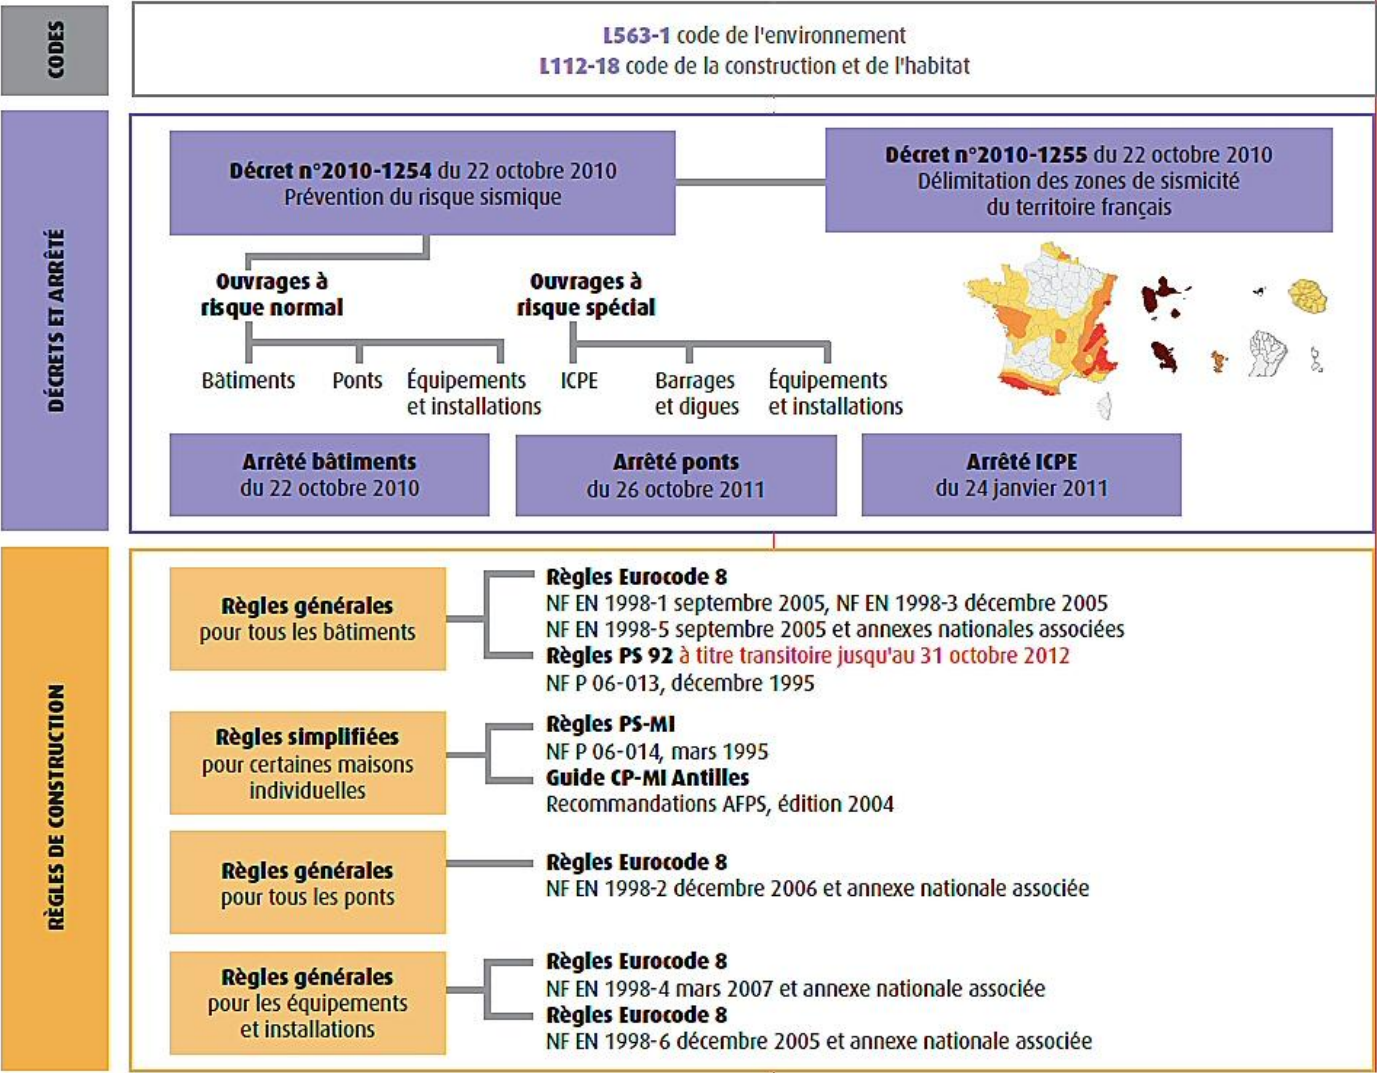 CODES
L563-1 code de l'environnement
L112-18 code de la construction et de l'habitat
DÉCRETS ET ARRÊTÉ
Décret n°2010-1254 du 22 octobre 2010
Prévention du risque sismique
Décret n°2010-1255 du 22 octobre 2010
Délimitation des zones de sismicité
du territoire français
Ouvrages à
risque normal
Ouvrages à
risque spécial
Bâtiments
Ponts
Équipements
et installations
ICPE
Barrages
et digues
Équipements
et installations
Arrêté bâtiments
du 22 octobre 2010
Arrêté ponts
du 26 octobre 2011
Arrêté ICPE
du 24 janvier 2011
RÈGLES DE CONSTRUCTION
Règles générales
pour tous les bâtiments
Règles Eurocode 8
NF EN 1998-1 septembre 2005, NF EN 1998-3 décembre 2005
NF EN 1998-5 septembre 2005 et annexes nationales associées
Règles PS 92 à titre transitoire jusqu'au 31 octobre 2012
NF P 06-013, décembre 1995
Règles simplifiées
pour certaines maisons
individuelles
Règles PS-MI
NF P 06-014, mars 1995
Guide CP-MI Antilles
Recommandations AFPS, édition 2004
Règles générales
pour tous les ponts
Règles Eurocode 8
NF EN 1998-2 décembre 2006 et annexe nationale associée
Règles générales
pour les équipements
et installations
Règles Eurocode 8
NF EN 1998-4 mars 2007 et annexe nationale associée
Règles Eurocode 8
NF EN 1998-6 décembre 2005 et annexe nationale associée